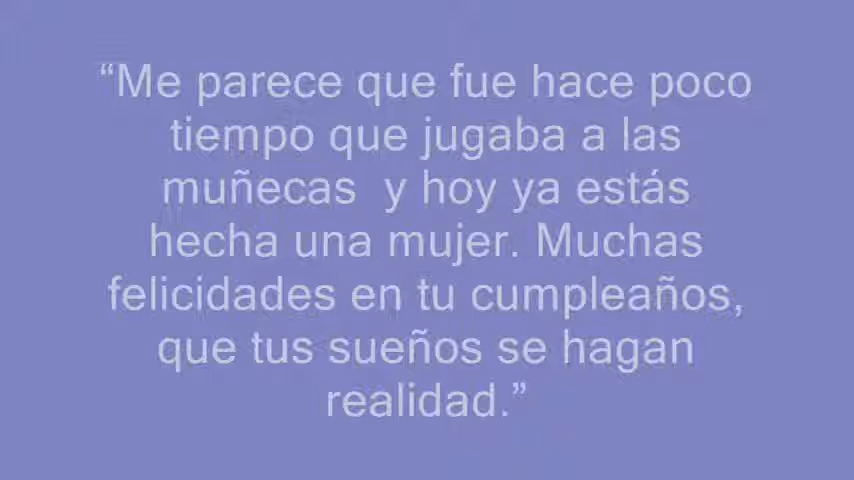 “Me parece que fue hace poco
tiempo que jugaba a las
muñecas  y hoy ya estás
hecha una mujer. Muchas
felicidades en tu cumpleaños,
que tus sueños se hagan
realidad.”